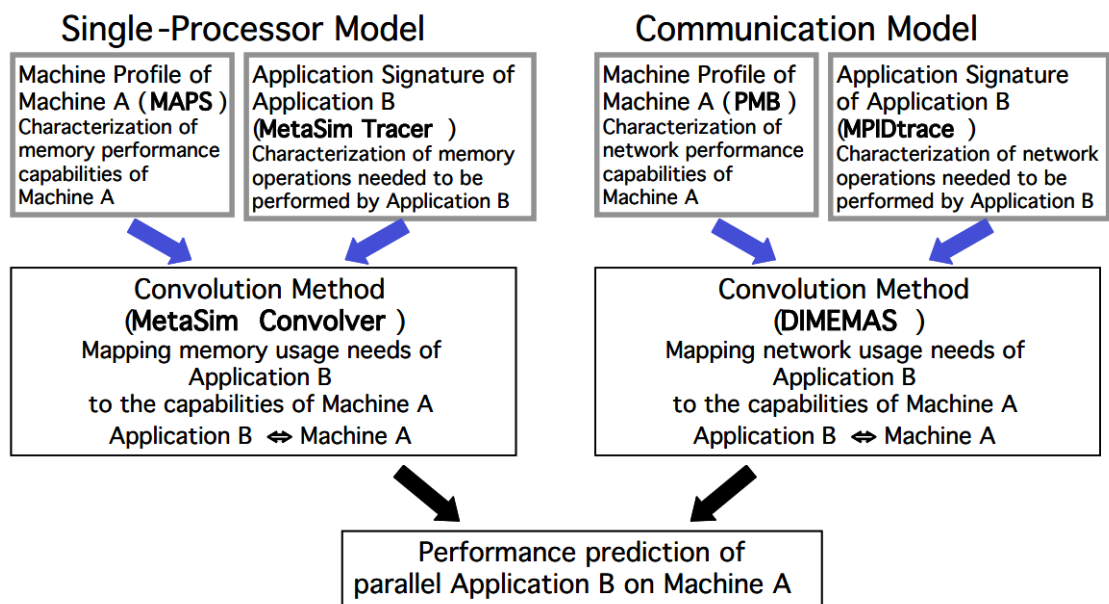 Single-Processor Model
Machine Profile of
Machine A (MAPS)
Characterization of
memory performance
capabilities of
Machine A
Application Signature of
Application B
(MetaSim Tracer )
Characterization of memory
operations needed to be
performed by Application B
Convolution Method
(MetaSim Convolver )
Mapping memory usage needs of
Application B
to the capabilities of Machine A
Application B ⇔ Machine A
Communication Model
Machine Profile of
Machine A (PMB)
Characterization of
network performance
capabilities of
Machine A
Application Signature
of Application B
(MPIDtrace )
Characterization of network
operations needed to be
performed by Application B
Convolution Method
(DIMEMAS )
Mapping network usage needs of
Application B
to the capabilities of Machine A
Application B ⇔ Machine A
Performance prediction of
parallel Application B on Machine A